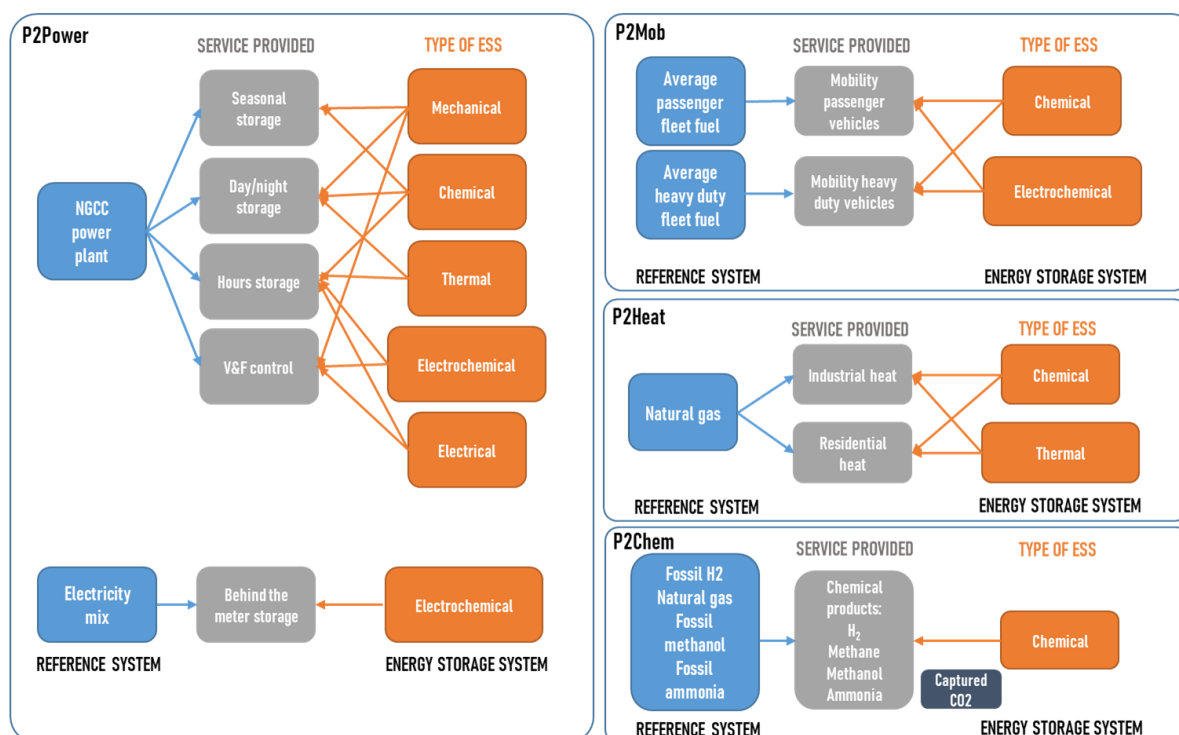 P2Power
SERVICE PROVIDED
TYPE OF ESS
NGCC
power
plant
Seasonal
storage
Day/night
storage
Hours storage
V&F control
Mechanical
Chemical
Thermal
Electrochemical
Electrical
Electricity
mix
Behind the
meter storage
Electrochemical
REFERENCE SYSTEM
ENERGY STORAGE SYSTEM
P2Mob
SERVICE PROVIDED
TYPE OF ESS
Average
passenger
fleet fuel
Mobility
passenger
vehicles
Chemical
Average
heavy duty
fleet fuel
Mobility heavy
duty vehicles
Electrochemical
REFERENCE SYSTEM
ENERGY STORAGE SYSTEM
P2Heat
SERVICE PROVIDED
TYPE OF ESS
Natural gas
Industrial heat
Residential
heat
Chemical
Thermal
REFERENCE SYSTEM
ENERGY STORAGE SYSTEM
P2Chem
SERVICE PROVIDED
TYPE OF ESS
Fossil H2
Natural gas
Fossil
methanol
Fossil
ammonia
Chemical
products:
H₂
Methane
Methanol
Ammonia
Chemical
Captured
CO2
REFERENCE SYSTEM
ENERGY STORAGE SYSTEM